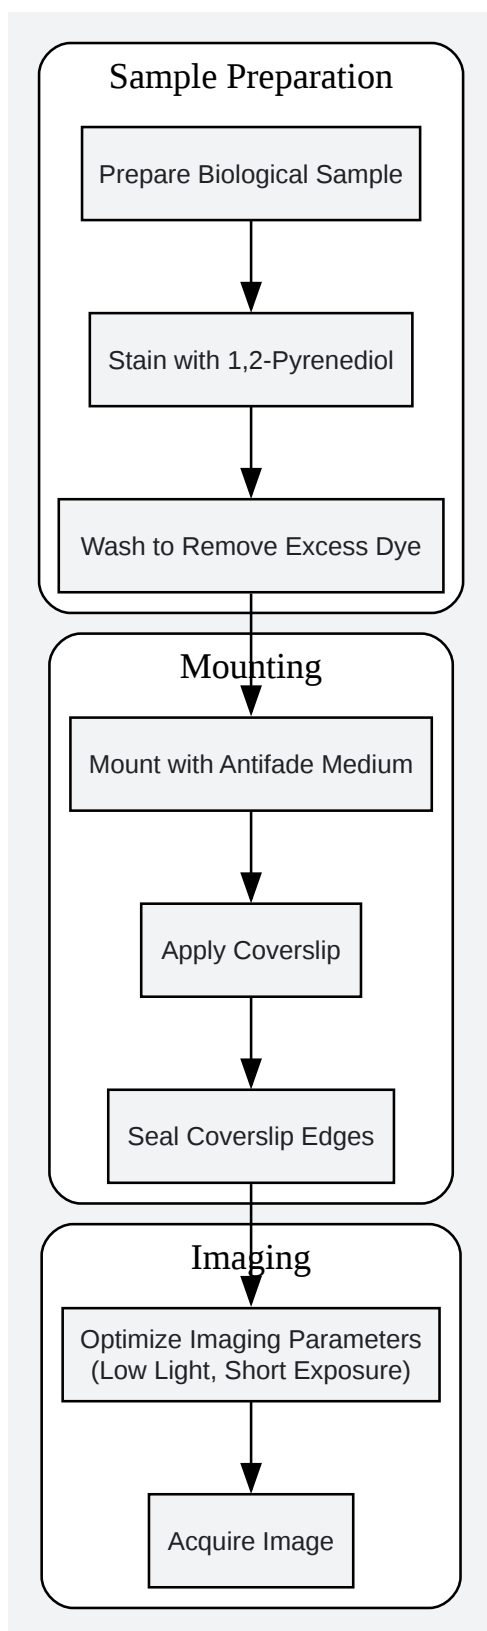 Sample Preparation
Prepare Biological Sample
Stain with 1,2-Pyrenediol
Wash to Remove Excess Dye
Mounting
Mount with Antifade Medium
Apply Coverslip
Seal Coverslip Edges
Imaging
Optimize Imaging Parameters
(Low Light, Short Exposure)
Acquire Image